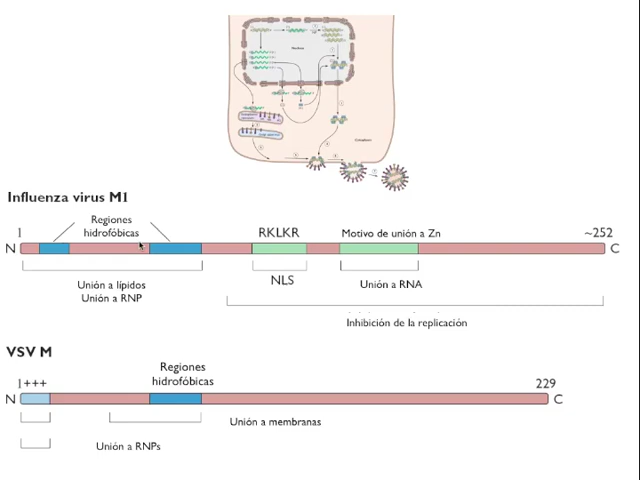 Influenza virus M1
Regiones
hidrofóbicas
1
RKLKR
Motivo de unión a Zn
~252
N
C
Unión a lípidos
Unión a RNP
NLS
Unión a RNA
Inhibición de la replicación
VSV M
Regiones
hidrofóbicas
1+++
229
N
C
Unión a membranas
Unión a RNPs